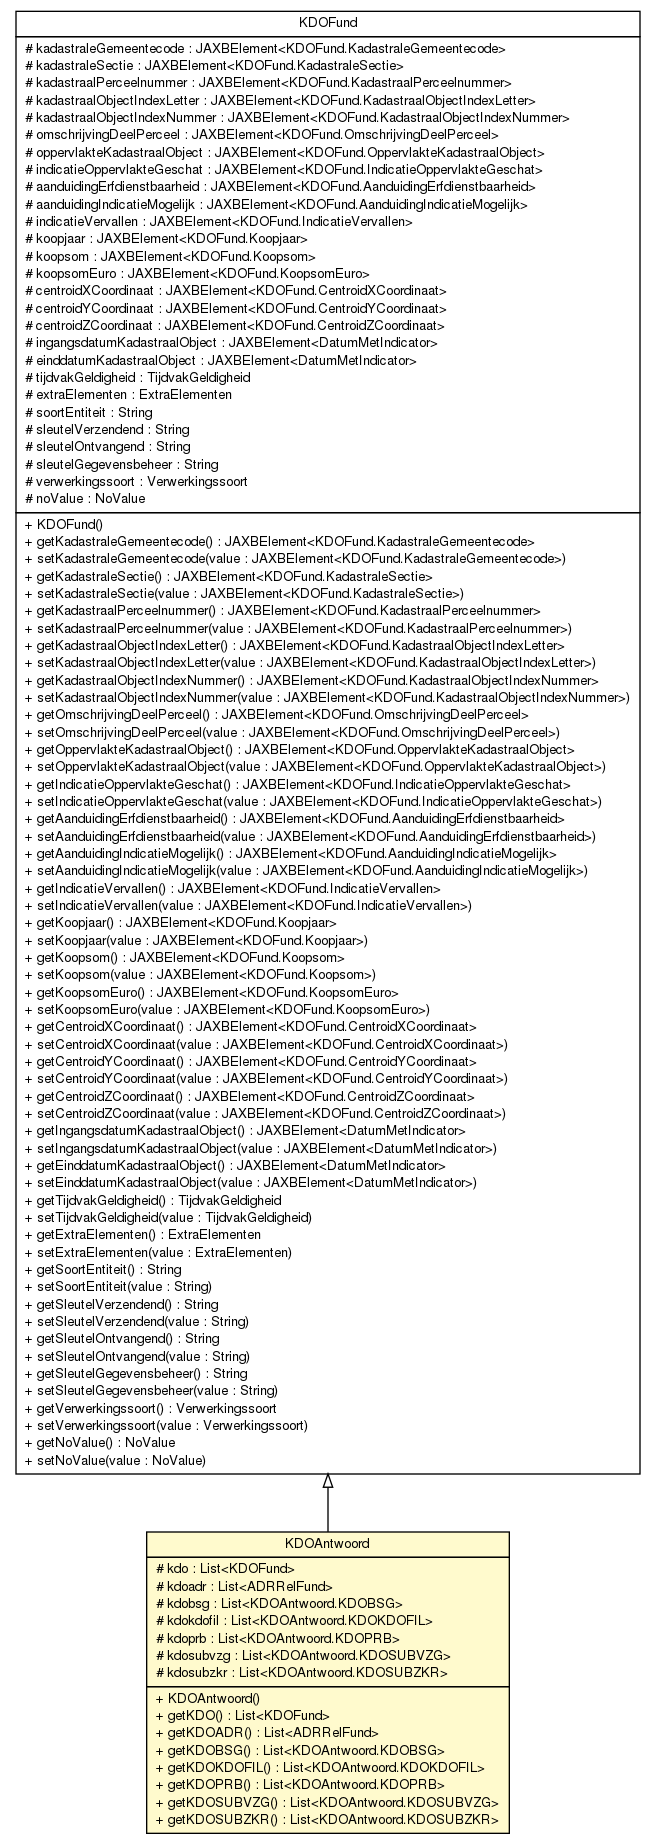 KDOFund
# kadastraleGemeentecode : JAXBElement<KDOFund.KadastraleGemeentecode>
# kadastraleSectie : JAXBElement<KDOFund.KadastraleSectie>
# kadastraalPerceelnummer : JAXBElement<KDOFund.KadastraalPerceelnummer>
# kadastraalObjectIndexLetter : JAXBElement<KDOFund.KadastraalObjectIndexLetter>
# kadastraalObjectIndexNummer : JAXBElement<KDOFund.KadastraalObjectIndexNummer>
# omschrijvingDeelPerceel : JAXBElement<KDOFund.OmschrijvingDeelPerceel>
# oppervlakteKadastraalObject : JAXBElement<KDOFund.OppervlakteKadastraalObject>
# indicatieOppervlakteGeschat : JAXBElement<KDOFund.IndicatieOppervlakteGeschat>
# aanduidingErfdienstbaarheid : JAXBElement<KDOFund.AanduidingErfdienstbaarheid>
# aanduidingIndicatieMogelijk : JAXBElement<KDOFund.AanduidingIndicatieMogelijk>
# indicatieVervallen : JAXBElement<KDOFund.IndicatieVervallen>
# koopjaar : JAXBElement<KDOFund.Koopjaar>
# koopsom : JAXBElement<KDOFund.Koopsom>
# koopsomEuro : JAXBElement<KDOFund.KoopsomEuro>
# centroidXCoordinaat : JAXBElement<KDOFund.CentroidXCoordinaat>
# centroidYCoordinaat : JAXBElement<KDOFund.CentroidYCoordinaat>
# centroidZCoordinaat : JAXBElement<KDOFund.CentroidZCoordinaat>
# ingangsdatumKadastraalObject : JAXBElement<DatumMetIndicator>
# einddatumKadastraalObject : JAXBElement<DatumMetIndicator>
# tijdvakGeldigheid : TijdvakGeldigheid
# extraElementen : ExtraElementen
# soortEntiteit : String
# sleutelVerzendend : String
# sleutelOntvangend : String
# sleutelGegevensbeheer : String
# verwerkingssoort : Verwerkingssoort
# noValue : NoValue
+ KDOFund()
+ getKadastraleGemeentecode() : JAXBElement<KDOFund.KadastraleGemeentecode>
+ setKadastraleGemeentecode(value : JAXBElement<KDOFund.KadastraleGemeentecode>)
+ getKadastraleSectie() : JAXBElement<KDOFund.KadastraleSectie>
+ setKadastraleSectie(value : JAXBElement<KDOFund.KadastraleSectie>)
+ getKadastraalPerceelnummer() : JAXBElement<KDOFund.KadastraalPerceelnummer>
+ setKadastraalPerceelnummer(value : JAXBElement<KDOFund.KadastraalPerceelnummer>)
+ getKadastraalObjectIndexLetter() : JAXBElement<KDOFund.KadastraalObjectIndexLetter>
+ setKadastraalObjectIndexLetter(value : JAXBElement<KDOFund.KadastraalObjectIndexLetter>)
+ getKadastraalObjectIndexNummer() : JAXBElement<KDOFund.KadastraalObjectIndexNummer>
+ setKadastraalObjectIndexNummer(value : JAXBElement<KDOFund.KadastraalObjectIndexNummer>)
+ getOmschrijvingDeelPerceel() : JAXBElement<KDOFund.OmschrijvingDeelPerceel>
+ setOmschrijvingDeelPerceel(value : JAXBElement<KDOFund.OmschrijvingDeelPerceel>)
+ getOppervlakteKadastraalObject() : JAXBElement<KDOFund.OppervlakteKadastraalObject>
+ setOppervlakteKadastraalObject(value : JAXBElement<KDOFund.OppervlakteKadastraalObject>)
+ getIndicatieOppervlakteGeschat() : JAXBElement<KDOFund.IndicatieOppervlakteGeschat>
+ setIndicatieOppervlakteGeschat(value : JAXBElement<KDOFund.IndicatieOppervlakteGeschat>)
+ getAanduidingErfdienstbaarheid() : JAXBElement<KDOFund.AanduidingErfdienstbaarheid>
+ setAanduidingErfdienstbaarheid(value : JAXBElement<KDOFund.AanduidingErfdienstbaarheid>)
+ getAanduidingIndicatieMogelijk() : JAXBElement<KDOFund.AanduidingIndicatieMogelijk>
+ setAanduidingIndicatieMogelijk(value : JAXBElement<KDOFund.AanduidingIndicatieMogelijk>)
+ getIndicatieVervallen() : JAXBElement<KDOFund.IndicatieVervallen>
+ setIndicatieVervallen(value : JAXBElement<KDOFund.IndicatieVervallen>)
+ getKoopjaar() : JAXBElement<KDOFund.Koopjaar>
+ setKoopjaar(value : JAXBElement<KDOFund.Koopjaar>)
+ getKoopsom() : JAXBElement<KDOFund.Koopsom>
+ setKoopsom(value : JAXBElement<KDOFund.Koopsom>)
+ getKoopsomEuro() : JAXBElement<KDOFund.KoopsomEuro>
+ setKoopsomEuro(value : JAXBElement<KDOFund.KoopsomEuro>)
+ getCentroidXCoordinaat() : JAXBElement<KDOFund.CentroidXCoordinaat>
+ setCentroidXCoordinaat(value : JAXBElement<KDOFund.CentroidXCoordinaat>)
+ getCentroidYCoordinaat() : JAXBElement<KDOFund.CentroidYCoordinaat>
+ setCentroidYCoordinaat(value : JAXBElement<KDOFund.CentroidYCoordinaat>)
+ getCentroidZCoordinaat() : JAXBElement<KDOFund.CentroidZCoordinaat>
+ setCentroidZCoordinaat(value : JAXBElement<KDOFund.CentroidZCoordinaat>)
+ getIngangsdatumKadastraalObject() : JAXBElement<DatumMetIndicator>
+ setIngangsdatumKadastraalObject(value : JAXBElement<DatumMetIndicator>)
+ getEinddatumKadastraalObject() : JAXBElement<DatumMetIndicator>
+ setEinddatumKadastraalObject(value : JAXBElement<DatumMetIndicator>)
+ getTijdvakGeldigheid() : TijdvakGeldigheid
+ setTijdvakGeldigheid(value : TijdvakGeldigheid)
+ getExtraElementen() : ExtraElementen
+ setExtraElementen(value : ExtraElementen)
+ getSoortEntiteit() : String
+ setSoortEntiteit(value : String)
+ getSleutelVerzendend() : String
+ setSleutelVerzendend(value : String)
+ getSleutelOntvangend() : String
+ setSleutelOntvangend(value : String)
+ getSleutelGegevensbeheer() : String
+ setSleutelGegevensbeheer(value : String)
+ getVerwerkingssoort() : Verwerkingssoort
+ setVerwerkingssoort(value : Verwerkingssoort)
+ getNoValue() : NoValue
+ setNoValue(value : NoValue)
KDOAntwoord
# kdo : List<KDOFund>
# kdoadr : List<ADRRelFund>
# kdobsg : List<KDOAntwoord.KDOBSG>
# kdokdofil : List<KDOAntwoord.KDOKDOFIL>
# kdoprb : List<KDOAntwoord.KDOPRB>
# kdosubvzg : List<KDOAntwoord.KDOSUBVZG>
# kdosubzkr : List<KDOAntwoord.KDOSUBZKR>
+ KDOAntwoord()
+ getKDO() : List<KDOFund>
+ getKDOADR() : List<ADRRelFund>
+ getKDOBSG() : List<KDOAntwoord.KDOBSG>
+ getKDOKDOFIL() : List<KDOAntwoord.KDOKDOFIL>
+ getKDOPRB() : List<KDOAntwoord.KDOPRB>
+ getKDOSUBVZG() : List<KDOAntwoord.KDOSUBVZG>
+ getKDOSUBZKR() : List<KDOAntwoord.KDOSUBZKR>